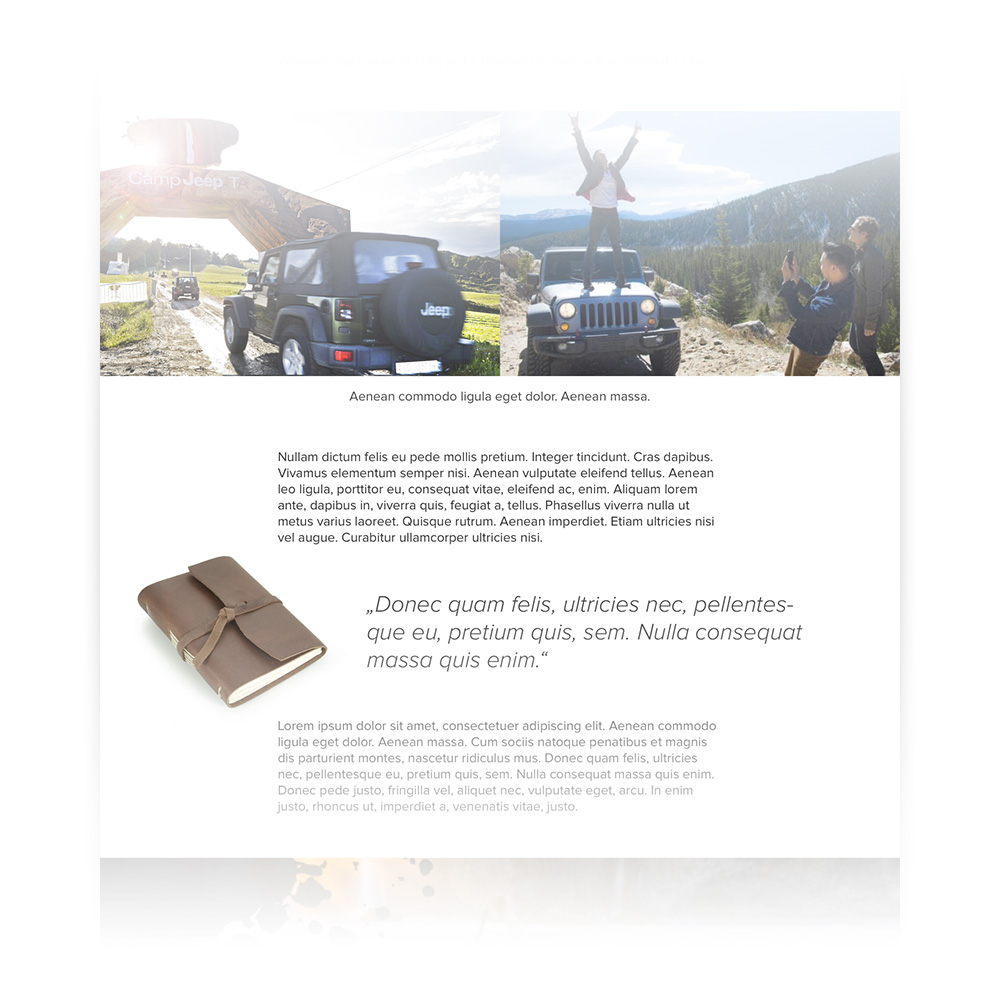 CampJeep
Jeep
Aenean commodo ligula eget dolor. Aenean massa.
Nullam dictum felis eu pede mollis pretium. Integer tincidunt. Cras dapibus.
Vivamus elementum semper nisi. Aenean vulputate eleifend tellus. Aenean
leo ligula, porttitor eu, consequat vitae, eleifend ac, enim. Aliquam lorem
ante, dapibus in, viverra quis, feugiat a, tellus. Phasellus viverra nulla ut
metus varius laoreet. Quisque rutrum. Aenean imperdiet. Etiam ultricies nisi
vel augue. Curabitur ullamcorper ultricies nisi.
„Donec quam felis, ultricies nec, pellentes-
que eu, pretium quis, sem. Nulla consequat
massa quis enim.“
Lorem ipsum dolor sit amet, consectetuer adipiscing elit. Aenean commodo
ligula eget dolor. Aenean massa. Cum sociis natoque penatibus et magnis
dis parturient montes, nascetur ridiculus mus. Donec quam felis, ultricies
nec, pellentesque eu, pretium quis, sem. Nulla consequat massa quis enim.
Donec pede justo, fringilla vel, aliquet nec, vulputate eget, arcu. In enim
justo, rhoncus ut, imperdiet a, venenatis vitae, justo.